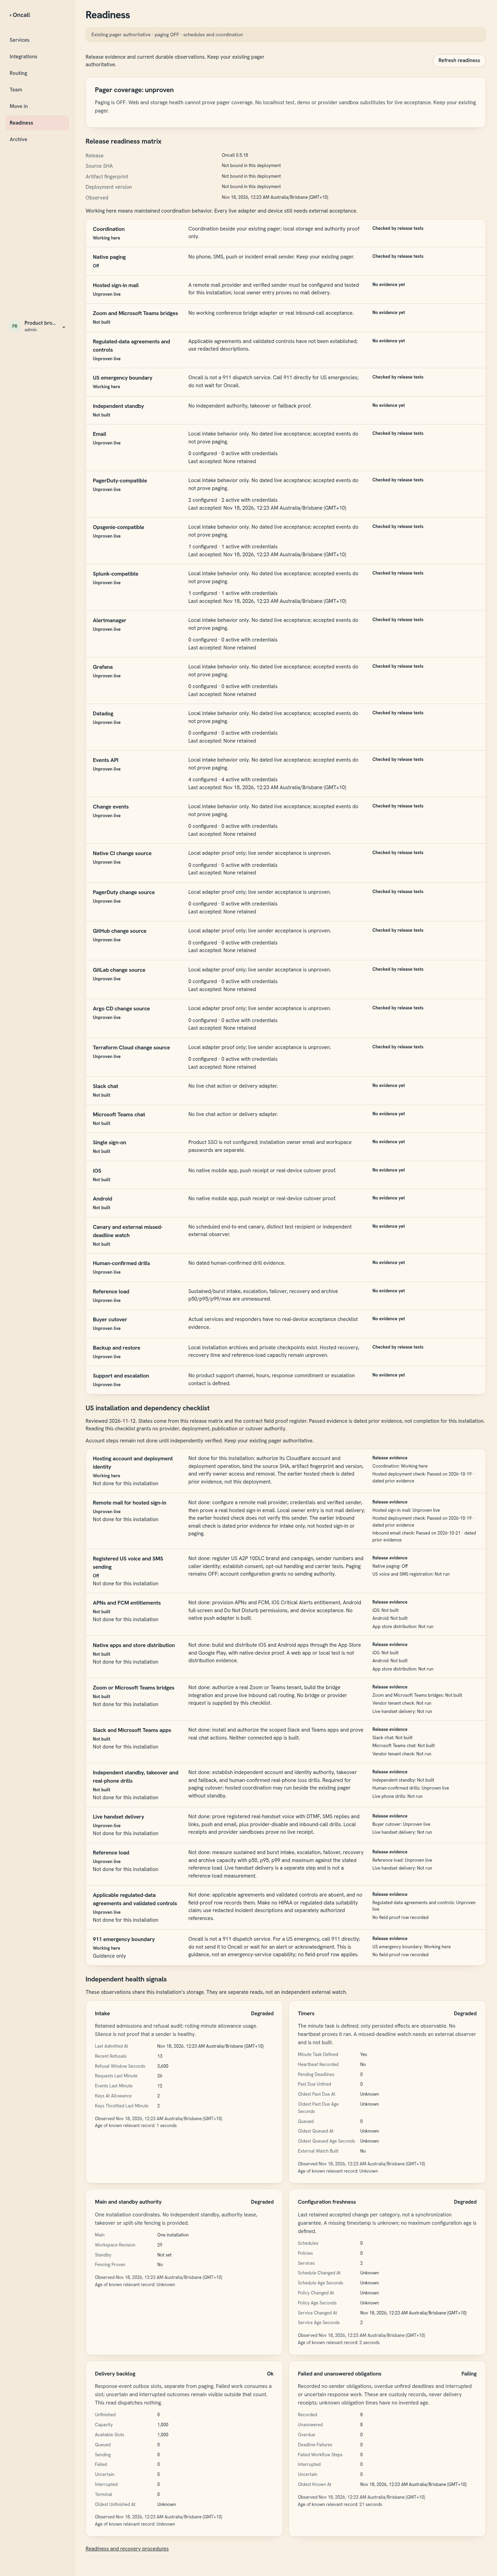 ‹ Oncall
Services
Integrations
Routing
Team
Move in
Readiness
Archive
PB
Product bro...
admin
Readiness
Existing pager authoritative · paging OFF · schedules and coordination
Release evidence and current durable observations. Keep your existing pager
authoritative.
Refresh readiness
Pager coverage: unproven
Paging is OFF. Web and storage health cannot prove pager coverage. No localhost test, demo or provider sandbox substitutes for live acceptance. Keep your existing
pager.
Release readiness matrix
Release
Oncall 0.5.18
Source SHA
Not bound in this deployment
Artifact fingerprint
Not bound in this deployment
Deployment version
Not bound in this deployment
Observed
Nov 18, 2026, 12:23 AM Australia/Brisbane (GMT+10)
Working here means maintained coordination behavior. Every live adapter and device still needs external acceptance.
Coordination
Working here
Coordination beside your existing pager; local storage and authority proof
only.
Checked by release tests
Native paging
Off
No phone, SMS, push or incident email sender. Keep your existing pager.
Checked by release tests
Hosted sign-in mail
Unproven live
A remote mail provider and verified sender must be configured and tested
for this installation; local owner entry proves no mail delivery.
No evidence yet
Zoom and Microsoft Teams bridges
Not built
No working conference bridge adapter or real inbound-call acceptance.
No evidence yet
Regulated-data agreements and
controls
Unproven live
Applicable agreements and validated controls have not been established;
use redacted descriptions.
No evidence yet
US emergency boundary
Working here
Oncall is not a 911 dispatch service. Call 911 directly for US emergencies;
do not wait for Oncall.
Checked by release tests
Independent standby
Not built
No independent authority, takeover or failback proof.
No evidence yet
Email
Unproven live
Local intake behavior only. No dated live acceptance; accepted events do
not prove paging.
0 configured · 0 active with credentials
Last accepted: None retained
Checked by release tests
PagerDuty-compatible
Unproven live
Local intake behavior only. No dated live acceptance; accepted events do
not prove paging.
2 configured · 2 active with credentials
Last accepted: Nov 18, 2026, 12:23 AM Australia/Brisbane (GMT+10)
Checked by release tests
Opsgenie-compatible
Unproven live
Local intake behavior only. No dated live acceptance; accepted events do
not prove paging.
1 configured · 1 active with credentials
Last accepted: Nov 18, 2026, 12:23 AM Australia/Brisbane (GMT+10)
Checked by release tests
Splunk-compatible
Unproven live
Local intake behavior only. No dated live acceptance; accepted events do
not prove paging.
1 configured · 1 active with credentials
Last accepted: Nov 18, 2026, 12:23 AM Australia/Brisbane (GMT+10)
Checked by release tests
Alertmanager
Unproven live
Local intake behavior only. No dated live acceptance; accepted events do
not prove paging.
0 configured · 0 active with credentials
Last accepted: None retained
Checked by release tests
Grafana
Unproven live
Local intake behavior only. No dated live acceptance; accepted events do
not prove paging.
0 configured · 0 active with credentials
Last accepted: None retained
Checked by release tests
Datadog
Unproven live
Local intake behavior only. No dated live acceptance; accepted events do
not prove paging.
0 configured · 0 active with credentials
Last accepted: None retained
Checked by release tests
Events API
Unproven live
Local intake behavior only. No dated live acceptance; accepted events do
not prove paging.
4 configured · 4 active with credentials
Last accepted: Nov 18, 2026, 12:23 AM Australia/Brisbane (GMT+10)
Checked by release tests
Change events
Unproven live
Local intake behavior only. No dated live acceptance; accepted events do
not prove paging.
0 configured · 0 active with credentials
Last accepted: None retained
Checked by release tests
Native CI change source
Unproven live
Local adapter proof only; live sender acceptance is unproven.
0 configured · 0 active with credentials
Last accepted: None retained
Checked by release tests
PagerDuty change source
Unproven live
Local adapter proof only; live sender acceptance is unproven.
0 configured · 0 active with credentials
Last accepted: None retained
Checked by release tests
GitHub change source
Unproven live
Local adapter proof only; live sender acceptance is unproven.
0 configured · 0 active with credentials
Last accepted: None retained
Checked by release tests
GitLab change source
Unproven live
Local adapter proof only; live sender acceptance is unproven.
0 configured · 0 active with credentials
Last accepted: None retained
Checked by release tests
Argo CD change source
Unproven live
Local adapter proof only; live sender acceptance is unproven.
0 configured · 0 active with credentials
Last accepted: None retained
Checked by release tests
Terraform Cloud change source
Unproven live
Local adapter proof only; live sender acceptance is unproven.
0 configured · 0 active with credentials
Last accepted: None retained
Checked by release tests
Slack chat
Not built
No live chat action or delivery adapter.
No evidence yet
Microsoft Teams chat
Not built
No live chat action or delivery adapter.
No evidence yet
Single sign-on
Not built
Product SSO is not configured; installation owner email and workspace
passwords are separate.
No evidence yet
iOS
Not built
No native mobile app, push receipt or real-device cutover proof.
No evidence yet
Android
Not built
No native mobile app, push receipt or real-device cutover proof.
No evidence yet
Canary and external missed-
deadline watch
Not built
No scheduled end-to-end canary, distinct test recipient or independent
external observer.
No evidence yet
Human-confirmed drills
Unproven live
No dated human-confirmed drill evidence.
No evidence yet
Reference load
Unproven live
Sustained/burst intake, escalation, failover, recovery and archive
p50/p95/p99/max are unmeasured.
No evidence yet
Buyer cutover
Unproven live
Actual services and responders have no real-device acceptance checklist
evidence.
No evidence yet
Backup and restore
Unproven live
Local installation archives and private checkpoints exist. Hosted recovery,
recovery time and reference-load capacity remain unproven.
Checked by release tests
Support and escalation
Unproven live
No product support channel, hours, response commitment or escalation
contact is defined.
No evidence yet
US installation and dependency checklist
Reviewed 2026-11-12. States come from this release matrix and the contract field proof register. Passed evidence is dated prior evidence, not completion for this installation.
Reading this checklist grants no provider, deployment, publication or cutover authority.
Account steps remain not done until independently verified. Keep your existing pager authoritative.
Hosting account and deployment
identity
Working here
Not done for this installation
Not done for this installation; authorize its Cloudflare account and
deployment operation, bind the source SHA, artifact fingerprint and version,
and verify owner access and removal. The earlier hosted check is dated
prior evidence, not this deployment.
Release evidence
Coordination: Working here
Hosted deployment check: Passed on 2026-10-19 ·
dated prior evidence
Remote mail for hosted sign-in
Unproven live
Not done for this installation
Not done: configure a remote mail provider, credentials and verified sender,
then prove a real hosted sign-in email. Local owner entry is not mail delivery;
the earlier hosted check does not verify this sender. The earlier inbound
email check is dated prior evidence for intake only, not hosted sign-in or
paging.
Release evidence
Hosted sign-in mail: Unproven live
Hosted deployment check: Passed on 2026-10-19 ·
dated prior evidence
Inbound email check: Passed on 2026-10-21 · dated
prior evidence
Registered US voice and SMS
sending
Off
Not done for this installation
Not done: register US A2P 10DLC brand and campaign, sender numbers and
caller identity; establish consent, opt-out handling and carrier tests. Paging
remains OFF; account configuration grants no sending authority.
Release evidence
Native paging: Off
US voice and SMS registration: Not run
APNs and FCM entitlements
Not built
Not done for this installation
Not done: provision APNs and FCM, iOS Critical Alerts entitlement, Android
full-screen and Do Not Disturb permissions, and device acceptance. No
native push adapter is built.
Release evidence
iOS: Not built
Android: Not built
App store distribution: Not run
Native apps and store distribution
Not built
Not done for this installation
Not done: build and distribute iOS and Android apps through the App Store
and Google Play, with native-device proof. A web app or local test is not
distribution evidence.
Release evidence
iOS: Not built
Android: Not built
App store distribution: Not run
Zoom or Microsoft Teams bridges
Not built
Not done for this installation
Not done: authorize a real Zoom or Teams tenant, build the bridge
integration and prove live inbound call routing. No bridge or provider
request is supplied by this checklist.
Release evidence
Zoom and Microsoft Teams bridges: Not built
Vendor tenant check: Not run
Live handset delivery: Not run
Slack and Microsoft Teams apps
Not built
Not done for this installation
Not done: install and authorize the scoped Slack and Teams apps and prove
real chat actions. Neither connected app is built.
Release evidence
Slack chat: Not built
Microsoft Teams chat: Not built
Vendor tenant check: Not run
Independent standby, takeover and
real-phone drills
Not built
Not done for this installation
Not done: establish independent account and identity authority, takeover
and failback, and human-confirmed real-phone loss drills. Required for
paging cutover; hosted coordination may run beside the existing pager
without standby.
Release evidence
Independent standby: Not built
Human-confirmed drills: Unproven live
Live phone drills: Not run
Live handset delivery
Unproven live
Not done for this installation
Not done: prove registered real-handset voice with DTMF, SMS replies and
links, push and email, plus provider-disable and inbound-call drills. Local
receipts and provider sandboxes prove no live receipt.
Release evidence
Buyer cutover: Unproven live
Live handset delivery: Not run
Reference load
Unproven live
Not done for this installation
Not done: measure sustained and burst intake, escalation, failover, recovery
and archive capacity with p50, p95, p99 and maximum against the stated
reference load. Live handset delivery is a separate step and is not a
reference-load measurement.
Release evidence
Reference load: Unproven live
Live handset delivery: Not run
Applicable regulated-data
agreements and validated controls
Unproven live
Not done for this installation
Not done: applicable agreements and validated controls are absent, and no
field-proof row records them. Make no HIPAA or regulated-data suitability
claim; use redacted incident descriptions and separately authorized
references.
Release evidence
Regulated-data agreements and controls: Unproven
live
No field-proof row recorded
911 emergency boundary
Working here
Guidance only
Oncall is not a 911 dispatch service. For a US emergency, call 911 directly;
do not send it to Oncall or wait for an alert or acknowledgment. This is
guidance, not an emergency-service capability; no field-proof row applies.
Release evidence
US emergency boundary: Working here
No field-proof row recorded
Independent health signals
These observations share this installation's storage. They are separate reads, not an independent external watch.
Intake
Degraded
Retained admissions and refusal audit; rolling-minute allowance usage.
Silence is not proof that a sender is healthy.
Last Admitted At
Nov 18, 2026, 12:23 AM Australia/Brisbane (GMT+10)
Recent Refusals
13
Refusal Window Seconds
3,600
Requests Last Minute
26
Events Last Minute
12
Keys At Allowance
2
Keys Throttled Last Minute
2
Observed Nov 18, 2026, 12:23 AM Australia/Brisbane (GMT+10)
Age of known relevant record: 1 seconds
Timers
Degraded
The minute task is defined; only persisted effects are observable. No
heartbeat proves it ran. A missed-deadline watch needs an external observer
and is not built.
Minute Task Defined
Yes
Heartbeat Recorded
No
Pending Deadlines
0
Past Due Unfired
0
Oldest Past Due At
Unknown
Oldest Past Due Age
Seconds
Unknown
Queued
0
Oldest Queued At
Unknown
Oldest Queued Age Seconds
Unknown
External Watch Built
No
Observed Nov 18, 2026, 12:23 AM Australia/Brisbane (GMT+10)
Age of known relevant record: Unknown
Main and standby authority
Degraded
One installation coordinates. No independent standby, authority lease,
takeover or split-site fencing is provided.
Main
One installation
Workspace Revision
29
Standby
Not set
Fencing Proven
No
Observed Nov 18, 2026, 12:23 AM Australia/Brisbane (GMT+10)
Age of known relevant record: Unknown
Configuration freshness
Degraded
Last retained accepted change per category, not a synchronization
guarantee. A missing timestamp is unknown; no maximum configuration age is
defined.
Schedules
0
Policies
0
Services
2
Schedule Changed At
Unknown
Schedule Age Seconds
Unknown
Policy Changed At
Unknown
Policy Age Seconds
Unknown
Service Changed At
Nov 18, 2026, 12:23 AM Australia/Brisbane (GMT+10)
Service Age Seconds
2
Observed Nov 18, 2026, 12:23 AM Australia/Brisbane (GMT+10)
Age of known relevant record: 2 seconds
Delivery backlog
Ok
Response-event outbox slots, separate from paging. Failed work consumes a
slot; uncertain and interrupted outcomes remain visible outside that count.
This read dispatches nothing.
Unfinished
0
Capacity
1,000
Available Slots
1,000
Queued
0
Sending
0
Failed
0
Uncertain
0
Interrupted
0
Terminal
0
Oldest Unfinished At
Unknown
Observed Nov 18, 2026, 12:23 AM Australia/Brisbane (GMT+10)
Age of known relevant record: Unknown
Failed and unanswered obligations
Failing
Recorded no-sender obligations, overdue unfired deadlines and interrupted
or uncertain response work. These are custody records, never delivery
receipts; unknown obligation times have no invented age.
Recorded
8
Unanswered
8
Overdue
0
Deadline Failures
0
Failed Workflow Steps
0
Interrupted
0
Uncertain
0
Oldest Known At
Nov 18, 2026, 12:23 AM Australia/Brisbane (GMT+10)
Observed Nov 18, 2026, 12:23 AM Australia/Brisbane (GMT+10)
Age of known relevant record: 21 seconds
Readiness and recovery procedures